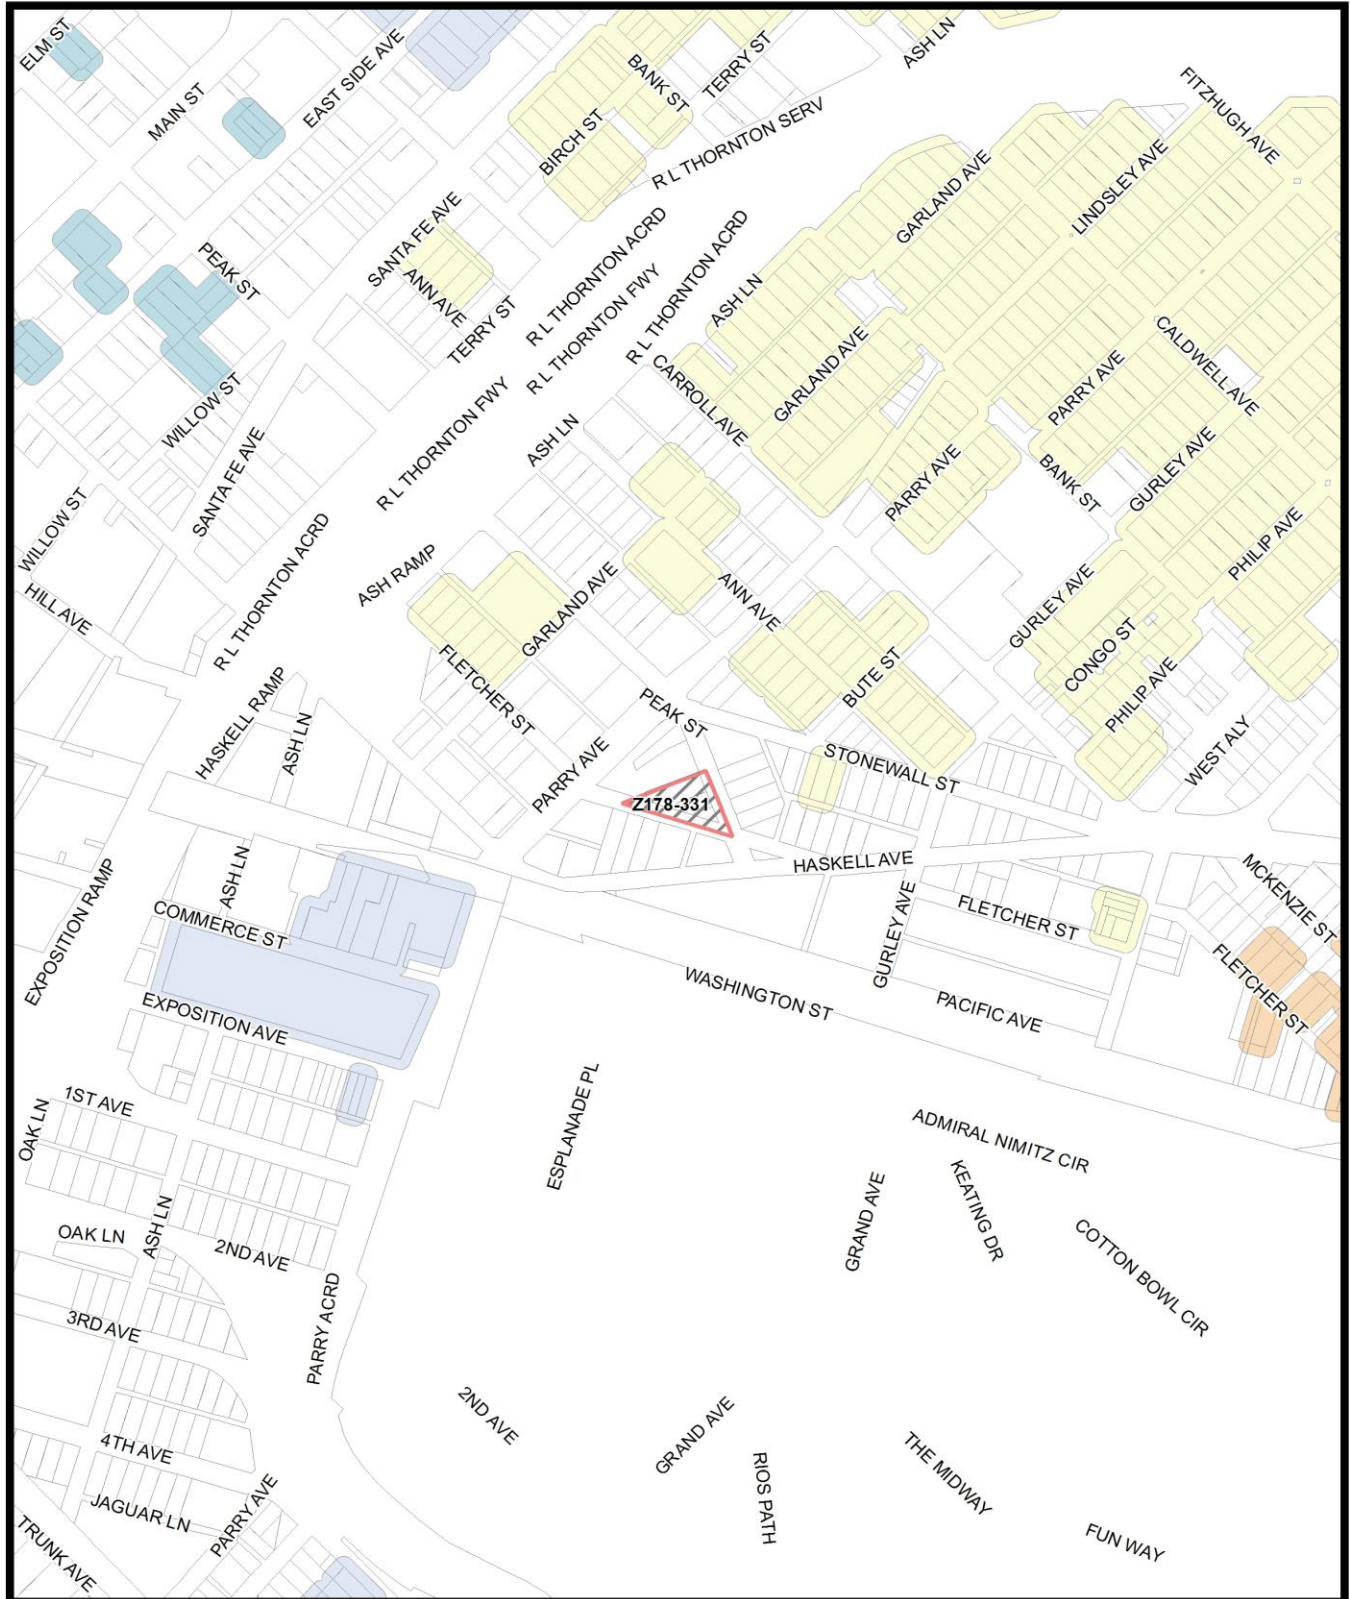 ELM ST
MAIN ST
EAST SIDE AVE
BANK ST
TERRY ST
ASH LN
BIRCH ST
R L THORNTON SERV
FITZHUGH AVE
GARLAND AVE
LINDSLEY AVE
SANTA FE AVE
PEAK ST
ANN AVE
TERRY ST
R L THORNTON ACRD
R L THORNTON FWY
R L THORNTON ACRD
ASH LN
CARROLL AVE
GARLAND AVE
PARRY AVE
CALDWELL AVE
WILLOW ST
SANTA FE AVE
R L THORNTON FWY
ASH LN
PARRY AVE
BANK ST
GURLEY AVE
WILLOW ST
HILL AVE
R L THORNTON ACRD
ASH RAMP
GARLAND AVE
ANN AVE
GURLEY AVE
PHILIP AVE
FLETCHER ST
BUTE ST
CONGO ST
PHILIP AVE
HASKELL RAMP
ASH LN
PEAK ST
PARRY AVE
STONEWALL ST
WEST ALY
Z178-331
HASKELL AVE
EXPOSITION RAMP
ASH LN
COMMERCE ST
GURLEY AVE
FLETCHER ST
MCKENZIE ST
FLETCHER ST
WASHINGTON ST
PACIFIC AVE
EXPOSITION AVE
1ST AVE
OAK LN
ESPLANADE PL
ADMIRAL NIMITZ CIR
GRAND AVE
KEATING DR
COTTON BOWL CIR
OAK LN
ASH LN
2ND AVE
3RD AVE
PARRY ACRD
2ND AVE
GRAND AVE
RIOS PATH
THE MIDWAY
FUN WAY
4TH AVE
JAGUAR LN
PARRY AVE
TRUNK AVE